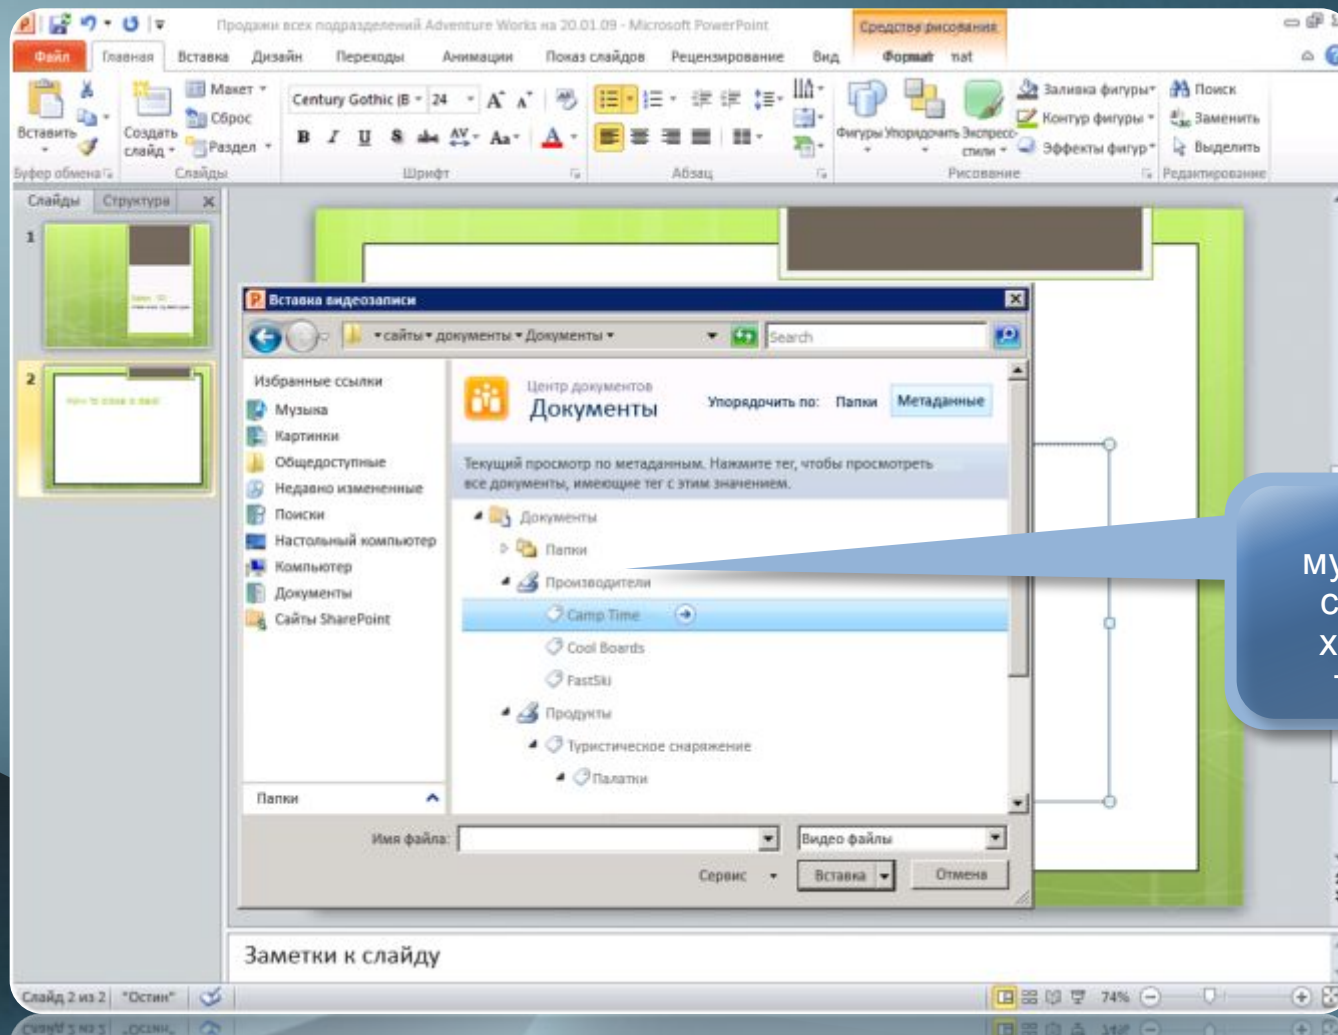 Продажи всех подразделений Adventure Works на 20.01.09 - Microsoft PowerPoint
Средства рисования
Файл Главная Вставка Дизайн Переходы Анимации Показ слайдов Рецензирование Вид Формат mat
Вставить
Создать слайд
Макет
Сброс
Раздел
Century Gothic (B 24
Фигуры Упорядочить Экспресс-стили
Заливка фигуры
Контур фигуры
Эффекты фигур
Поиск
Заменить
Выделить
Буфер обмена Слайды Шрифт Абзац Рисование Редактирование
Слайды Структура
1
2
Вставка видеозаписи
сайты документы Документы Search
Избранные ссылки
Музыка
Картинки
Общедоступные
Недавно измененные
Поиски
Настольный компьютер
Компьютер
Документы
Сайты SharePoint
Папки
Центр документов
Документы
Упорядочить по: Папки Метаданные
Текущий просмотр по метаданным. Нажмите тег, чтобы просмотреть
все документы, имеющие тег с этим значением.
Документы
Папки
Производители
Camp Time
Cool Boards
FastSki
Продукты
Туристическое снаряжение
Палатки
Имя файла: Видео файлы
Сервис Вставка Отмена
Заметки к слайду
Слайд 2 из 2 "Остин" 74%